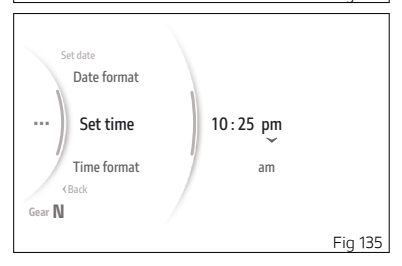 Set date
Date format
... Set time 10 : 25 pm
Time format am
‹Back
Gear N
Fig 135